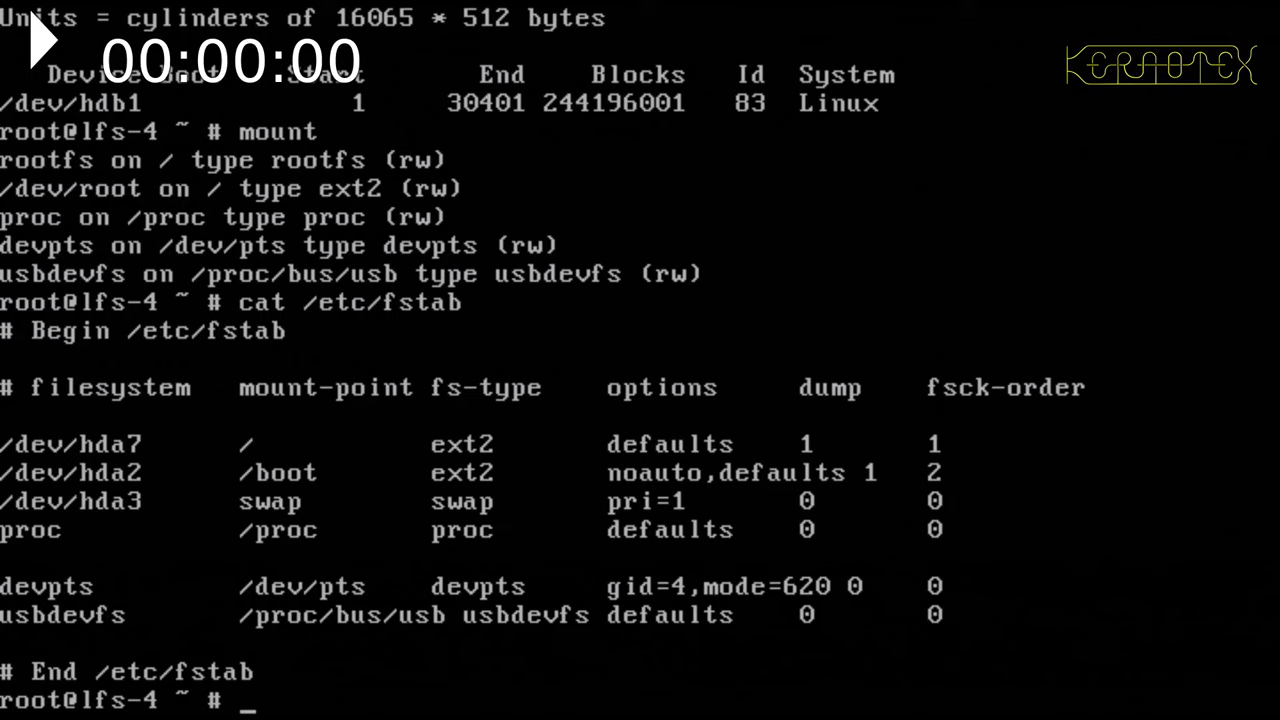 Units = cylinders of 16065 * 512 bytes
00:00:00
KERNOTEX
Device Boot Start End Blocks Id System
/dev/hdb1 1 30401 244196001 83 Linux
root@lfs-4 ~ # mount
rootfs on / type rootfs (rw)
/dev/root on / type ext2 (rw)
proc on /proc type proc (rw)
devpts on /dev/pts type devpts (rw)
usbdevfs on /proc/bus/usb type usbdevfs (rw)
root@lfs-4 ~ # cat /etc/fstab
# Begin /etc/fstab
# filesystem mount-point fs-type options dump fsck-order
/dev/hda7 / ext2 defaults 1 1
/dev/hda2 /boot ext2 noauto,defaults 1 2
/dev/hda3 swap swap pri=1 0 0
proc /proc proc defaults 0 0
devpts /dev/pts devpts gid=4,mode=620 0 0
usbdevfs /proc/bus/usb usbdevfs defaults 0 0
# End /etc/fstab
root@lfs-4 ~ # _